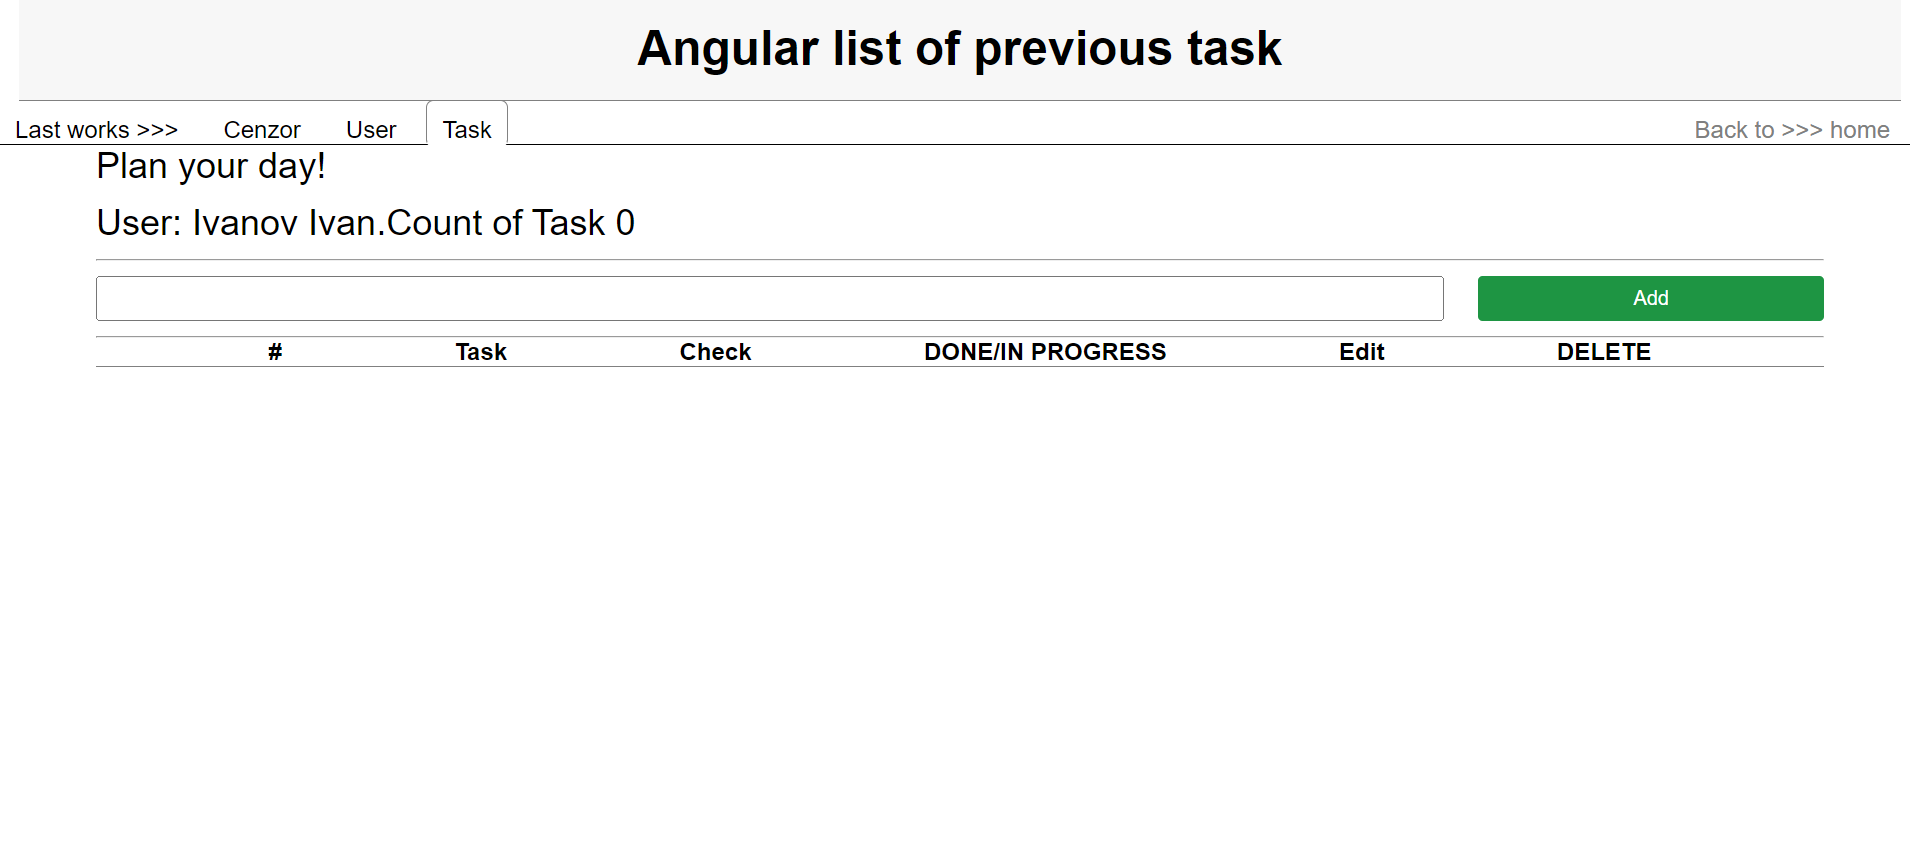 Angular list of previous task
Last works >>> Cenzor User Task Back to >>> home
Plan your day!
User: Ivanov Ivan.Count of Task 0
Add
# Task Check DONE/IN PROGRESS Edit DELETE